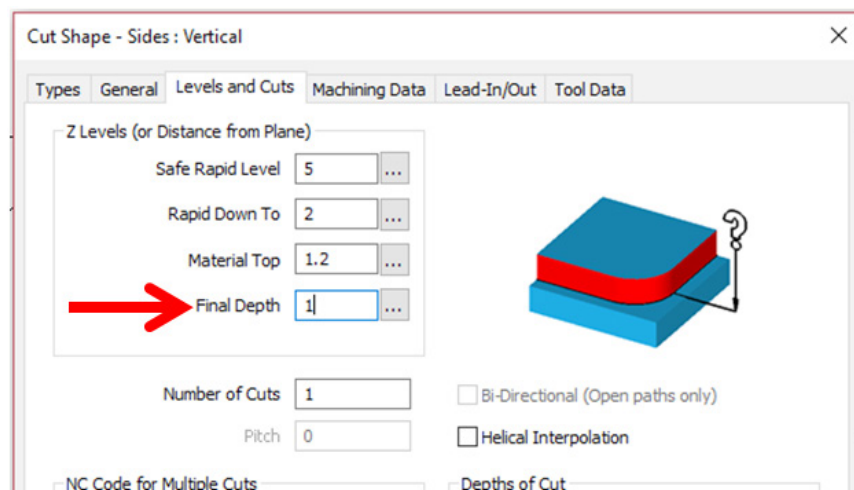 Cut Shape - Sides : Vertical
Types General Levels and Cuts Machining Data Lead-In/Out Tool Data
Z Levels (or Distance from Plane)
Safe Rapid Level 5 ...
Rapid Down To 2 ...
Material Top 1.2 ...
Final Depth 1 ...
Number of Cuts 1
Bi-Directional (Open paths only)
Pitch 0
Helical Interpolation
NC Code for Multiple Cuts
Depths of Cut